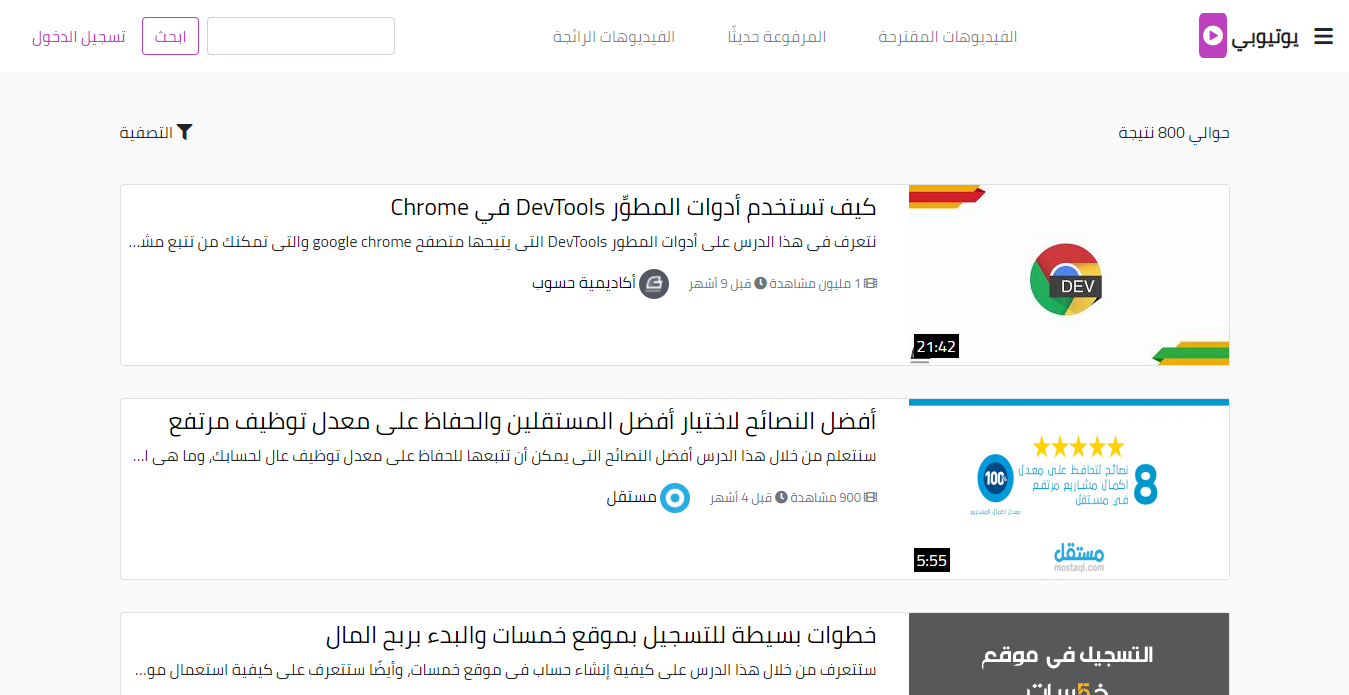 يوتيوبي
الفيديوهات المقترحة
المرفوعة حديثًا
الفيديوهات الرائجة
ابحث
تسجيل الدخول
حوالي 800 نتيجة
التصفية
DEV
21:42
كيف تستخدم أدوات المطوِّر DevTools في Chrome
نتعرف في هذا الدرس على أدوات المطور DevTools التي يتيحها متصفح google chrome والتي تمكنك من تتبع مشـ...
1 مليون مشاهدة قبل 9 أشهر
أكاديمية حسوب
8 نصائح لتحافظ على معدل
اكمال مشاريع مرتفع
في مستقل
100%
معدل اكمال المشاريع
مستقل
mostaql.com
5:55
أفضل النصائح لاختيار أفضل المستقلين والحفاظ على معدل توظيف مرتفع
سنتعلم من خلال هذا الدرس أفضل النصائح التي يمكن أن تتبعها للحفاظ على معدل توظيف عال لحسابك, وما هي ا...
900 مشاهدة قبل 4 أشهر
مستقل
التسجيل في موقع
خ5سات
خطوات بسيطة للتسجيل بموقع خمسات والبدء بربح المال
ستتعرف من خلال هذا الدرس على كيفية إنشاء حساب في موقع خمسات, وأيضًا ستتعرف على كيفية استعمال مو...